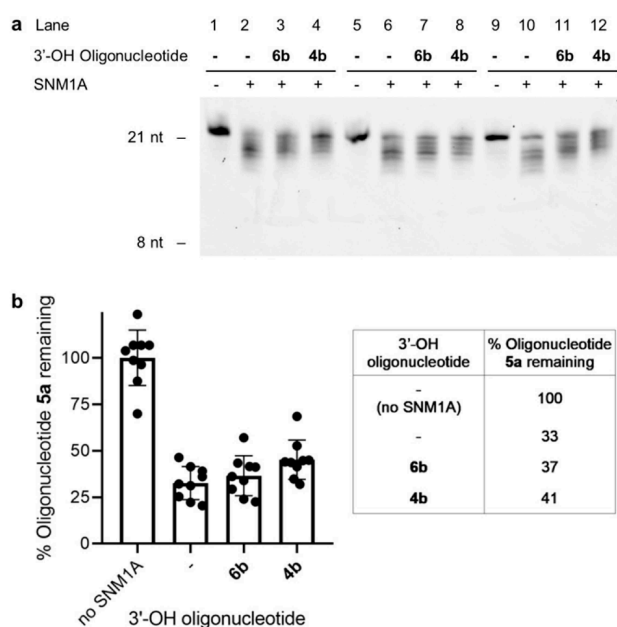 a Lane 1 2 3 4 5 6 7 8 9 10 11 12
3'-OH Oligonucleotide - - 6b 4b - - 6b 4b - - 6b 4b
SNM1A - + + + - + + + - + + +
21 nt –
8 nt –
b
% Oligonucleotide 5a remaining
100
75
50
25
0
no SNM1A
-
6b
4b
3'-OH oligonucleotide
3'-OH oligonucleotide
% Oligonucleotide 5a remaining
- (no SNM1A) 100
- 33
6b 37
4b 41